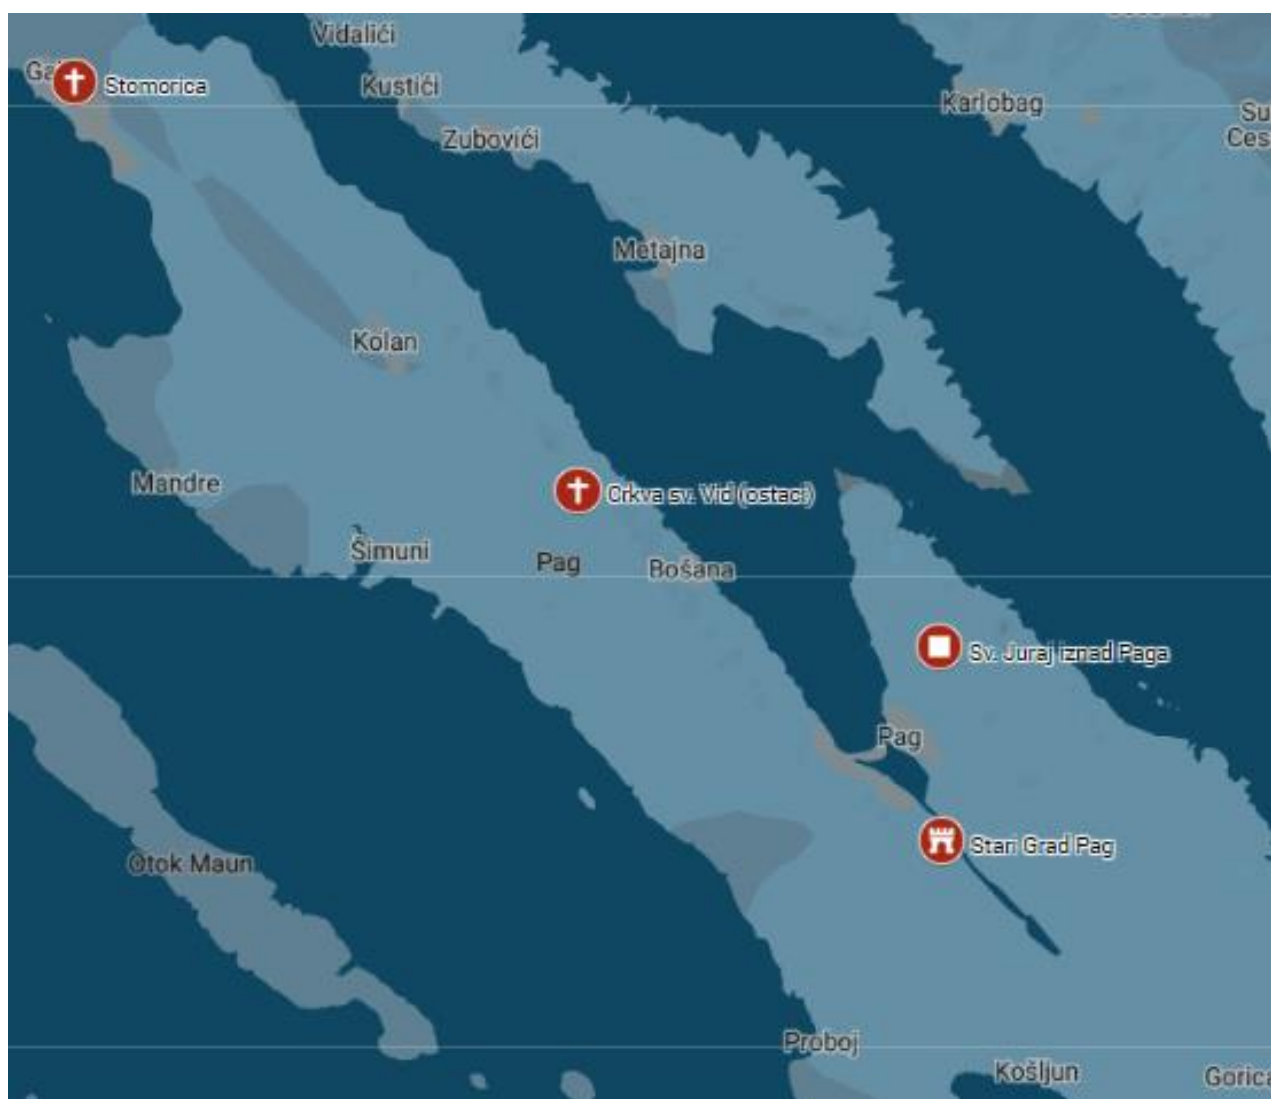 Vidalići
Stomorica
Kustići
Karlobag
Zubovići
Metajna
Kolan
Mandre
Crkva sv. Vid (ostaci)
Šimuni
Pag
Bošana
Sv. Juraj iznad Paga
Pag
Stari Grad Pag
Otok Maun
Proboj
Košljun